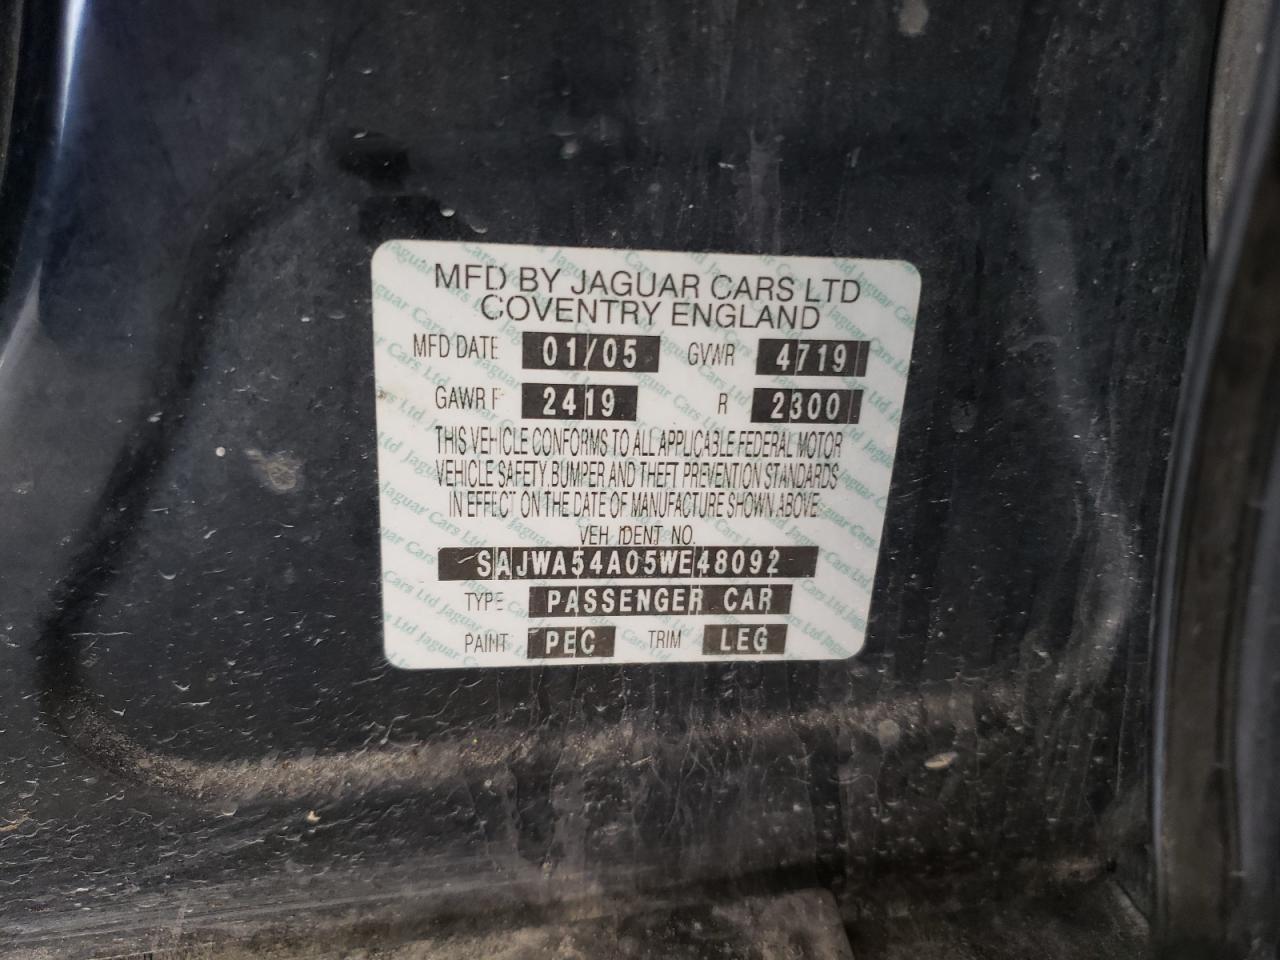 MFD BY JAGUAR CARS LTD
COVENTRY ENGLAND
MFD DATE 01/05 GVWR 4719
GAWR F 2419 R 2300
THIS VEHICLE CONFORMS TO ALL APPLICABLE FEDERAL MOTOR
VEHICLE SAFETY, BUMPER AND THEFT PREVENTION STANDARDS
IN EFFECT ON THE DATE OF MANUFACTURE SHOWN ABOVE
VEH. IDENT. NO.
SAJWA54A05WE48092
TYPE PASSENGER CAR
PAINT PEC TRIM LEG